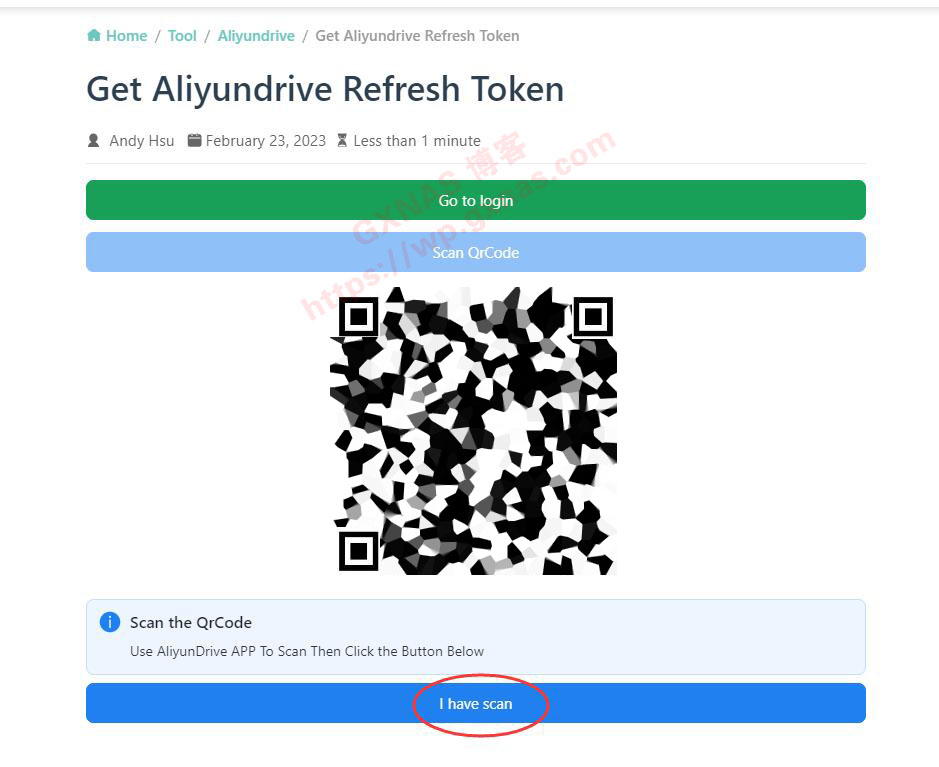 Home / Tool / Aliyundrive / Get Aliyundrive Refresh Token
Get Aliyundrive Refresh Token
Andy Hsu February 23, 2023 Less than 1 minute
GXNAS 博客
https://wp.gxnas.com
Go to login
Scan QrCode
Scan the QrCode
Use AliyunDrive APP To Scan Then Click the Button Below
I have scan